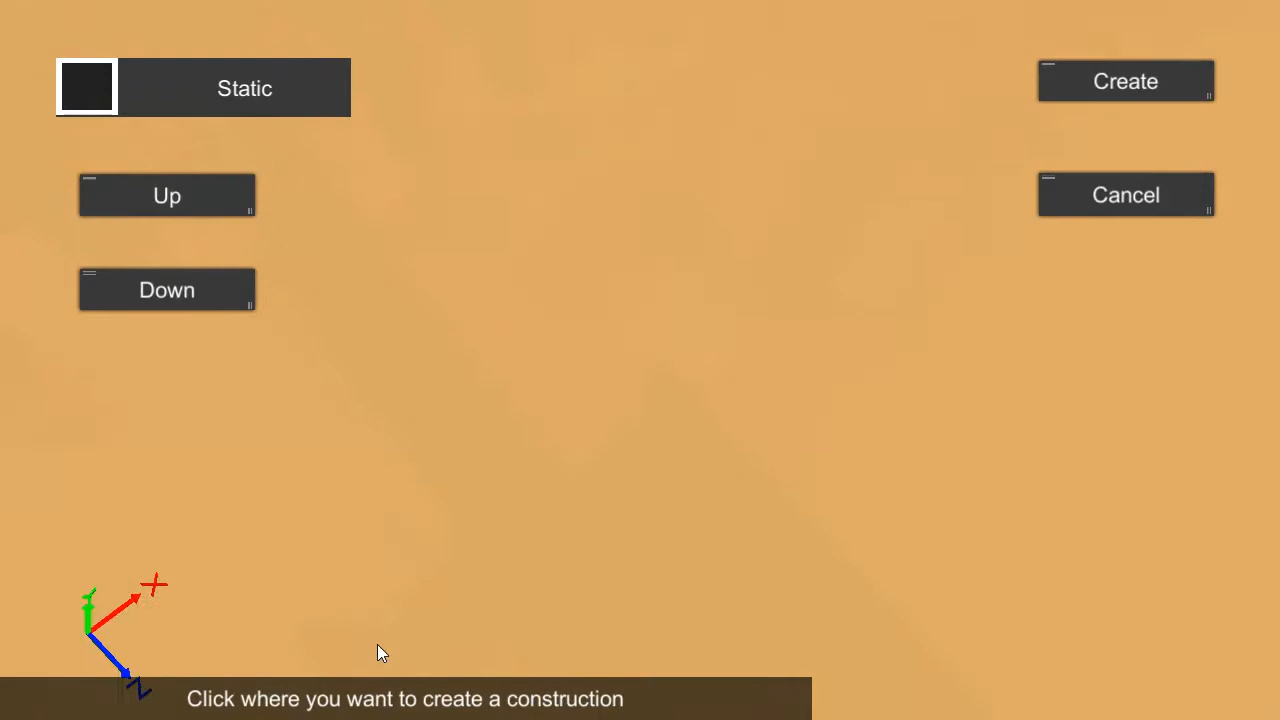 Static
Create
Up
Cancel
Down
X
Y
Z
Click where you want to create a construction